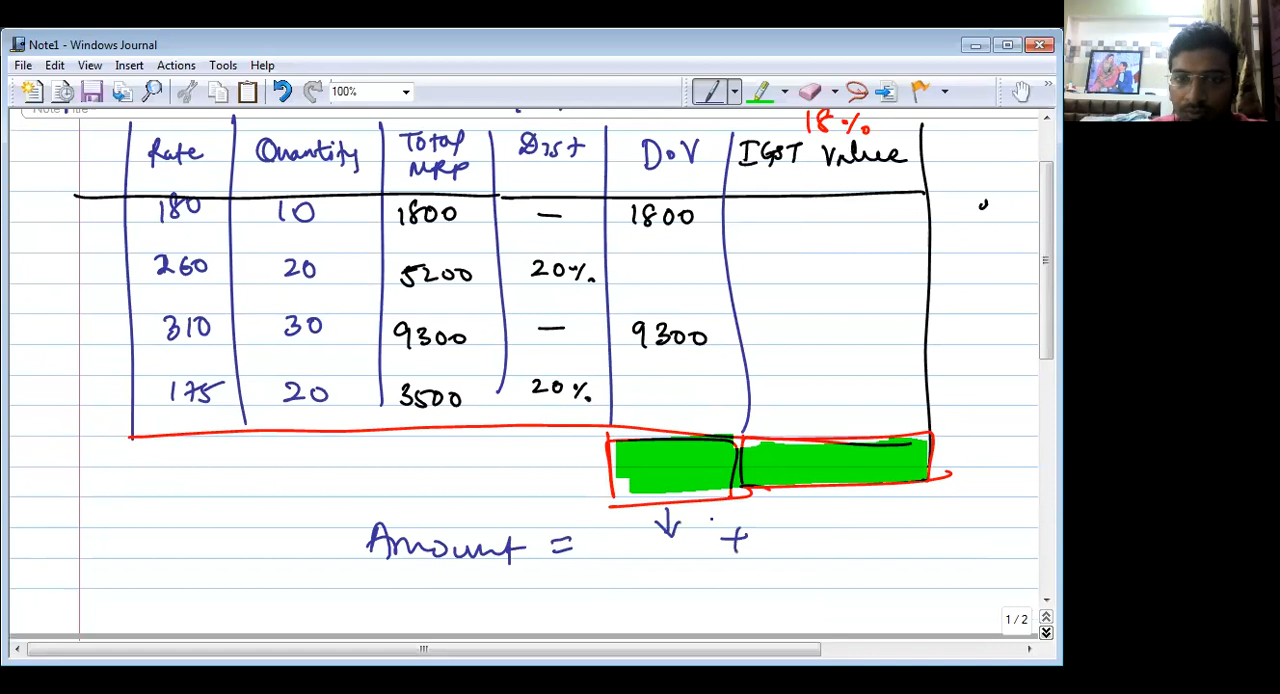 Note1 - Windows Journal
File Edit View Insert Actions Tools Help
100%
18%
Rate Quantity Total MRP Dist DOV IGST Value
180 10 1800 — 1800
260 20 5200 20%.
310 30 9300 — 9300
175 20 3500 20%.
Amount = ↓ +
1 / 2